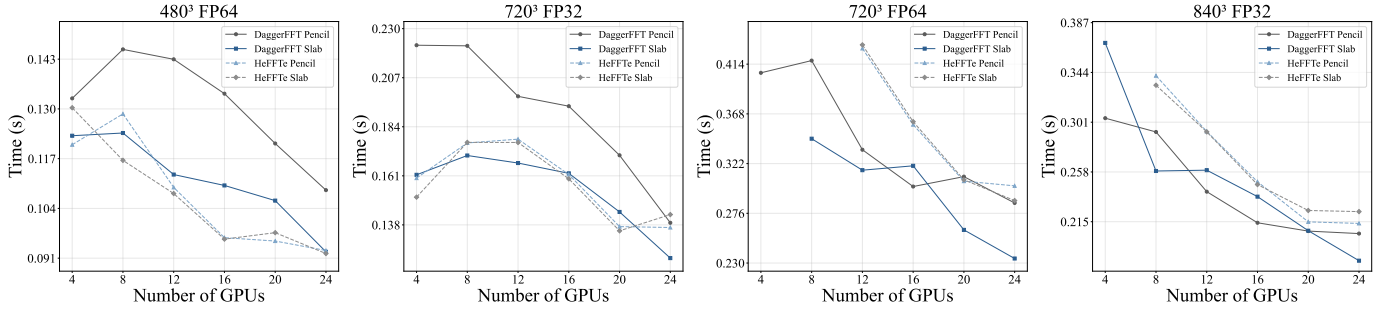 480³ FP64
Time (s)
0.143
0.130
0.117
0.104
0.091
DaggerFFT Pencil
DaggerFFT Slab
HeFFTe Pencil
HeFFTe Slab
4 8 12 16 20 24
Number of GPUs
720³ FP32
Time (s)
0.230
0.207
0.184
0.161
0.138
DaggerFFT Pencil
DaggerFFT Slab
HeFFTe Pencil
HeFFTe Slab
4 8 12 16 20 24
Number of GPUs
720³ FP64
Time (s)
0.414
0.368
0.322
0.276
0.230
DaggerFFT Pencil
DaggerFFT Slab
HeFFTe Pencil
HeFFTe Slab
4 8 12 16 20 24
Number of GPUs
840³ FP32
Time (s)
0.387
0.344
0.301
0.258
0.215
DaggerFFT Pencil
DaggerFFT Slab
HeFFTe Pencil
HeFFTe Slab
4 8 12 16 20 24
Number of GPUs